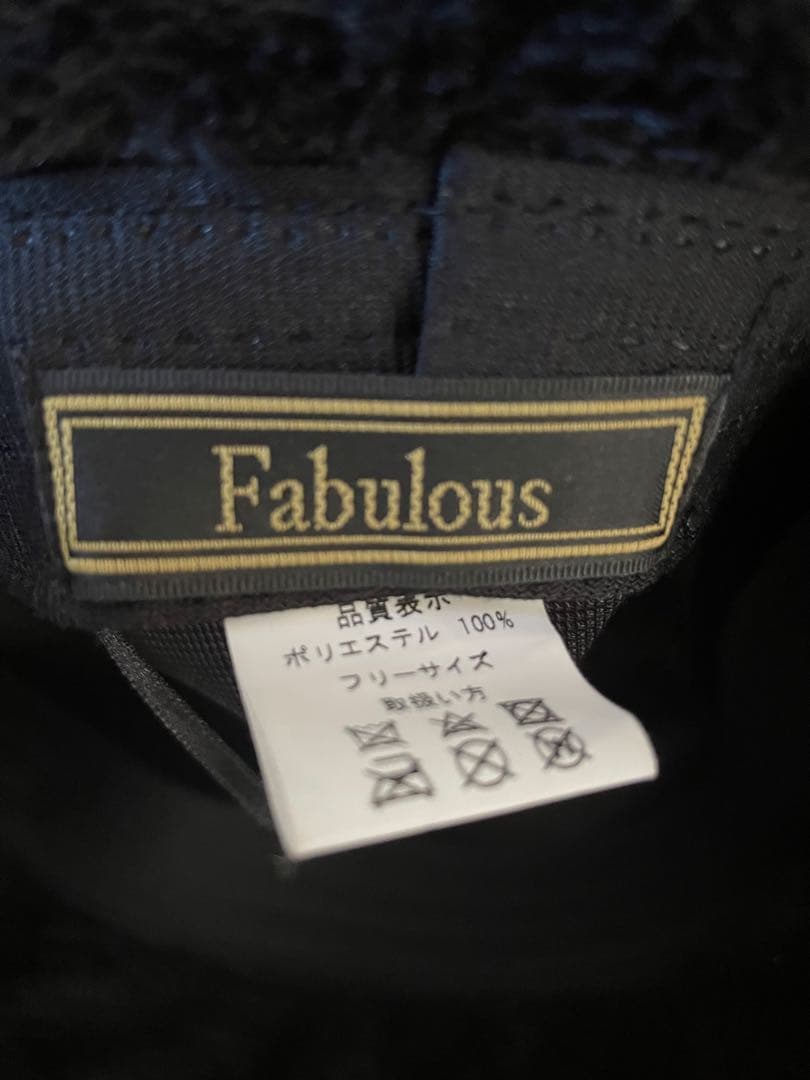 Fabulous
品質表示
ポリエステル 100%
フリーサイズ
取扱い方